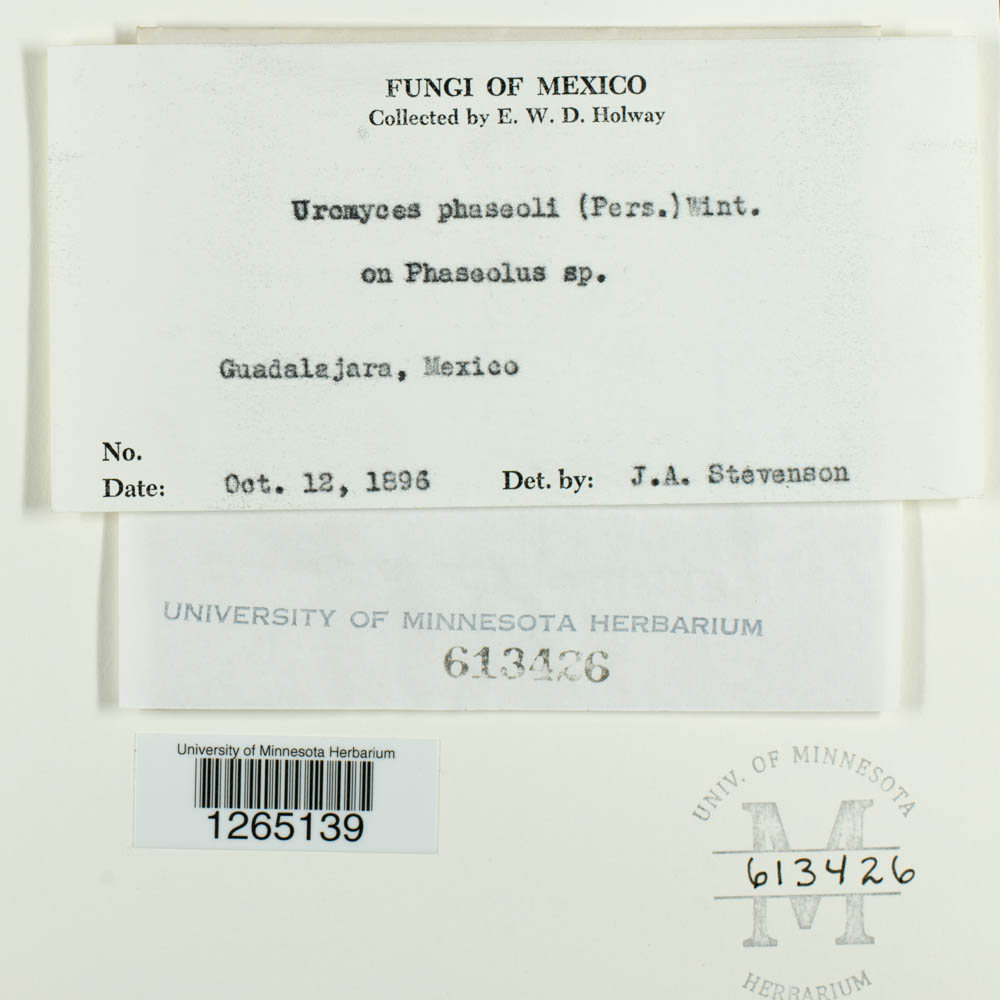 FUNGI OF MEXICO
Collected by E. W. D. Holway
Uromyces phaseoli (Pers.) Wint.
on Phaseolus sp.
Guadalajara, Mexico
No.
Date: Oct. 12, 1896 Det. by: J.A. Stevenson
UNIVERSITY OF MINNESOTA HERBARIUM
613426
University of Minnesota Herbarium
1265139
UNIV. OF MINNESOTA
M
613426
HERBARIUM